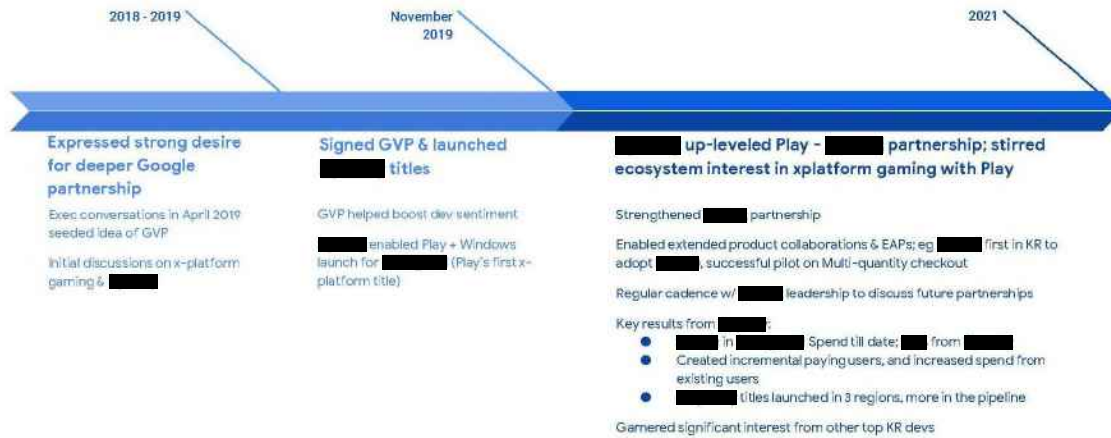 2018 - 2019
November
2019
2021
Expressed strong desire
for deeper Google
partnership
Exec conversations in April 2019
seeded idea of GVP
Initial discussions on x-platform
gaming &
Signed GVP & launched
titles
GVP helped boost dev sentiment
enabled Play + Windows
launch for (Play's first x-
platform title)
up-leveled Play - partnership; stirred
ecosystem interest in xplatform gaming with Play
Strengthened partnership
Enabled extended product collaborations & EAPs; eg first in KR to
adopt , successful pilot on Multi-quantity checkout
Regular cadence w/ leadership to discuss future partnerships
Key results from :
● in Spend till date; from
● Created incremental paying users, and increased spend from
existing users
● titles launched in 3 regions, more in the pipeline
Garnered significant interest from other top KR devs